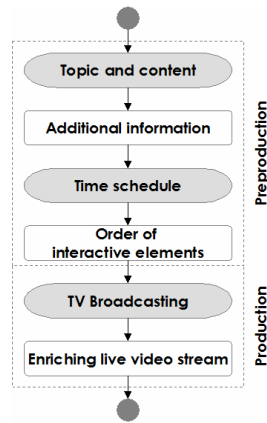 Topic and content
Additional information
Time schedule
Order of
interactive elements
Preproduction
TV Broadcasting
Enriching live video stream
Production